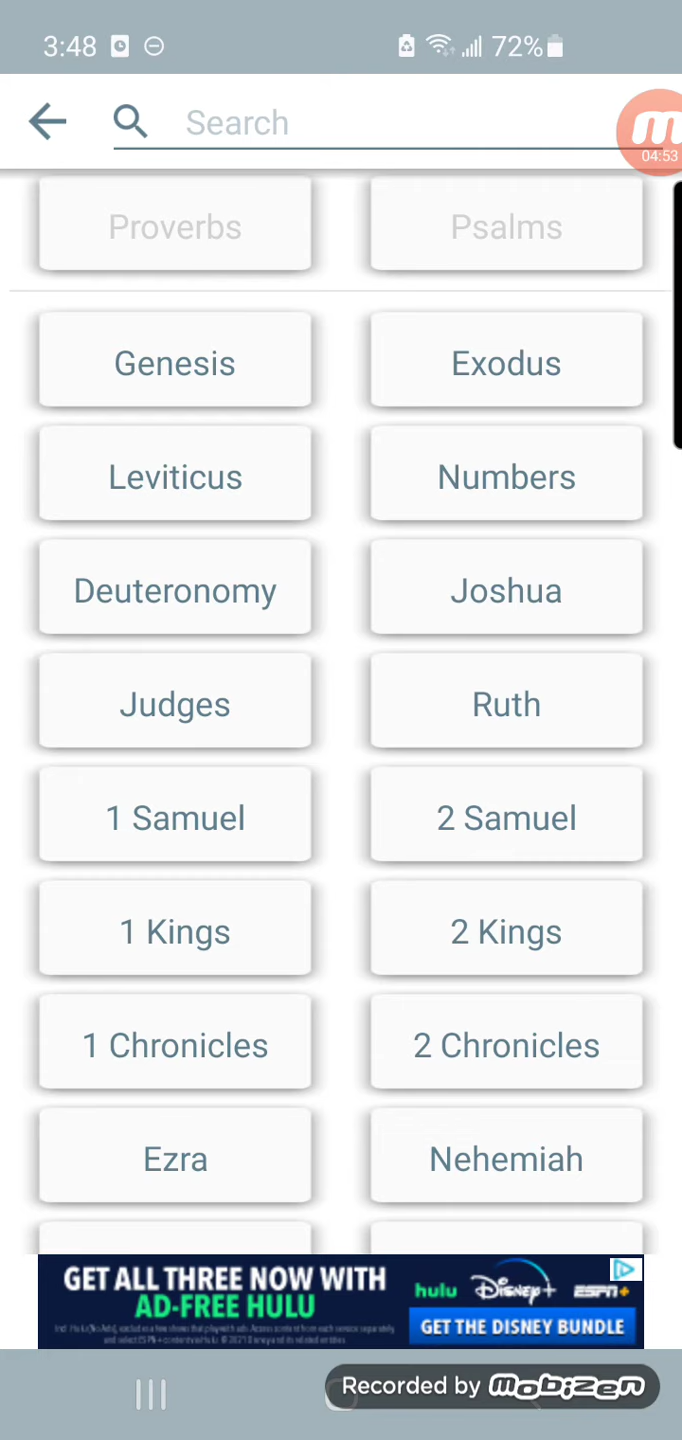 3:48
72%
Search
04:53
Proverbs
Psalms
Genesis
Exodus
Leviticus
Numbers
Deuteronomy
Joshua
Judges
Ruth
1 Samuel
2 Samuel
1 Kings
2 Kings
1 Chronicles
2 Chronicles
Ezra
Nehemiah
GET ALL THREE NOW WITH
AD-FREE HULU
hulu Disney+ ESPN+
GET THE DISNEY BUNDLE
Recorded by mobizen